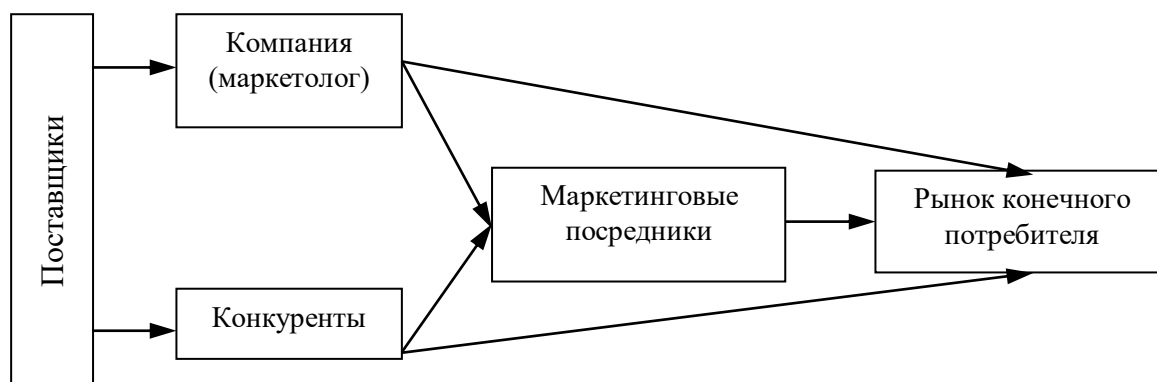 Поставщики
Компания
(маркетолог)
Маркетинговые
посредники
Рынок конечного
потребителя
Конкуренты